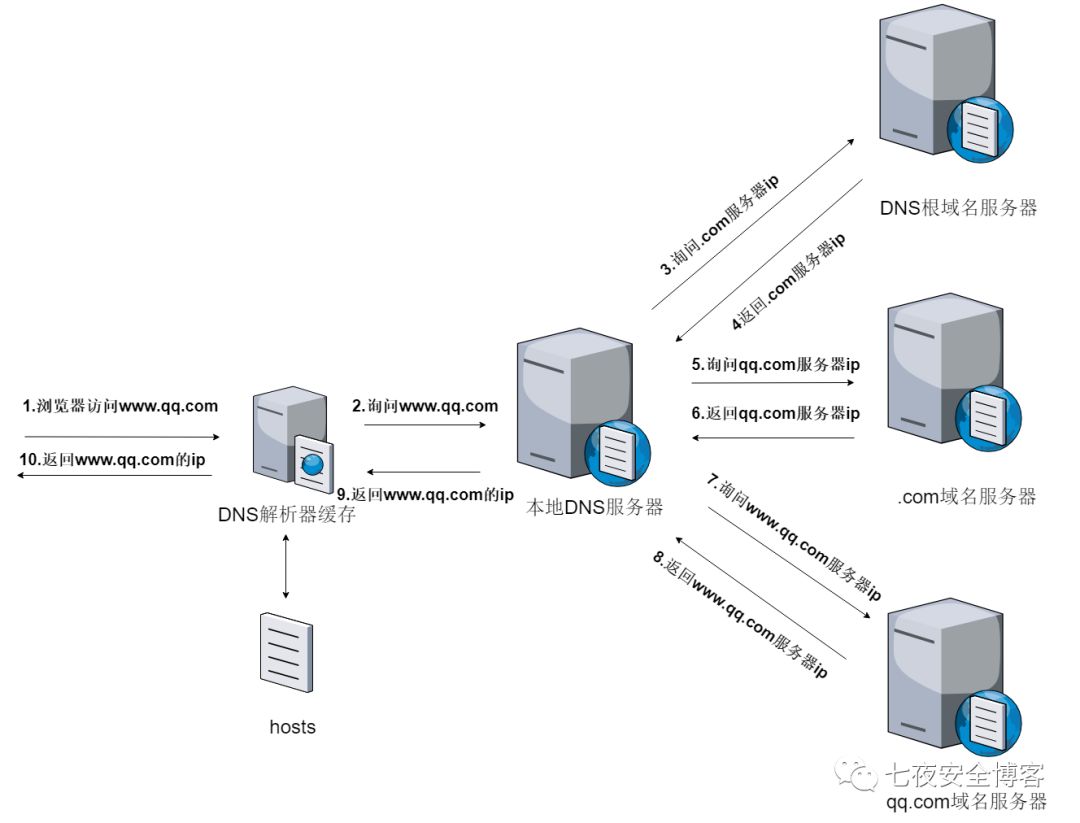 DNS根域名服务器
3.询问.com服务器ip
4返回.com服务器ip
5.询问qq.com服务器ip
6.返回qq.com服务器ip
.com域名服务器
1.浏览器访问www.qq.com
10.返回www.qq.com的ip
DNS解析器缓存
2.询问www.qq.com
9.返回www.qq.com的ip
本地DNS服务器
7.询问www.qq.com服务器ip
8.返回www.qq.com服务器ip
hosts
七夜安全博客
qq.com域名服务器